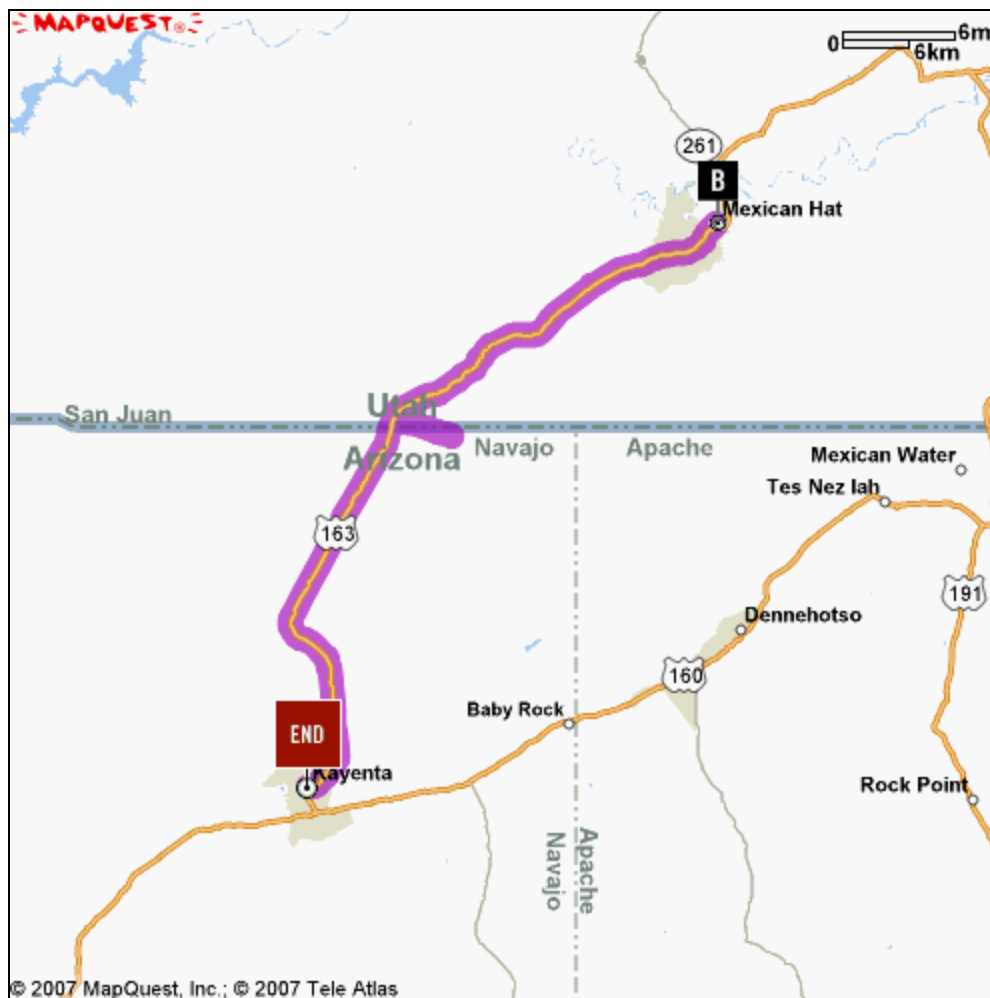 MAPQUEST®
0 6m
6km
261
B
Mexican Hat
Utah
San Juan
Arizona
Navajo
Apache
Mexican Water
Tes Nez Iah
163
191
Dennehotso
160
END
Baby Rock
Kayenta
Rock Point
Navajo
Apache
© 2007 MapQuest, Inc.; © 2007 Tele Atlas